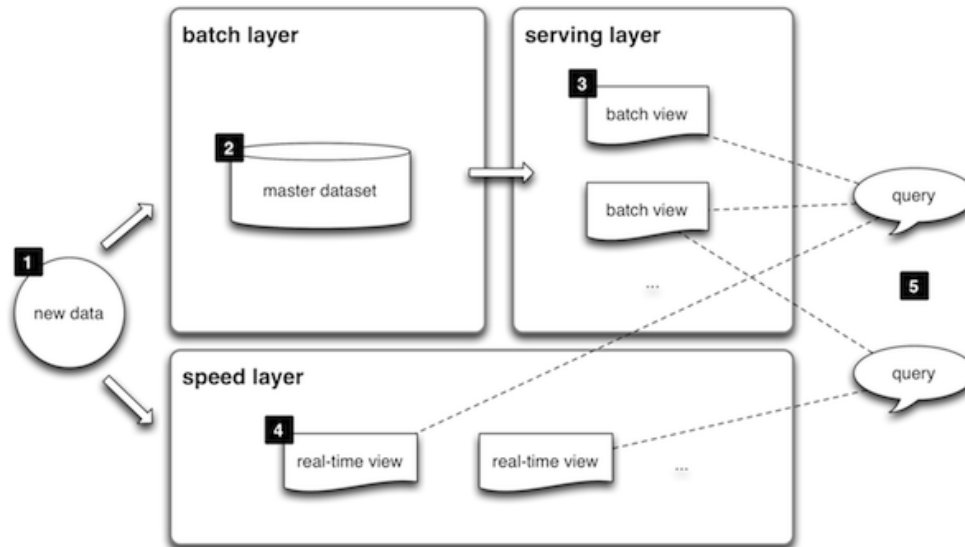 batch layer
serving layer
3
batch view
2
master dataset
batch view
query
1
new data
...
5
speed layer
query
4
real-time view
real-time view
...